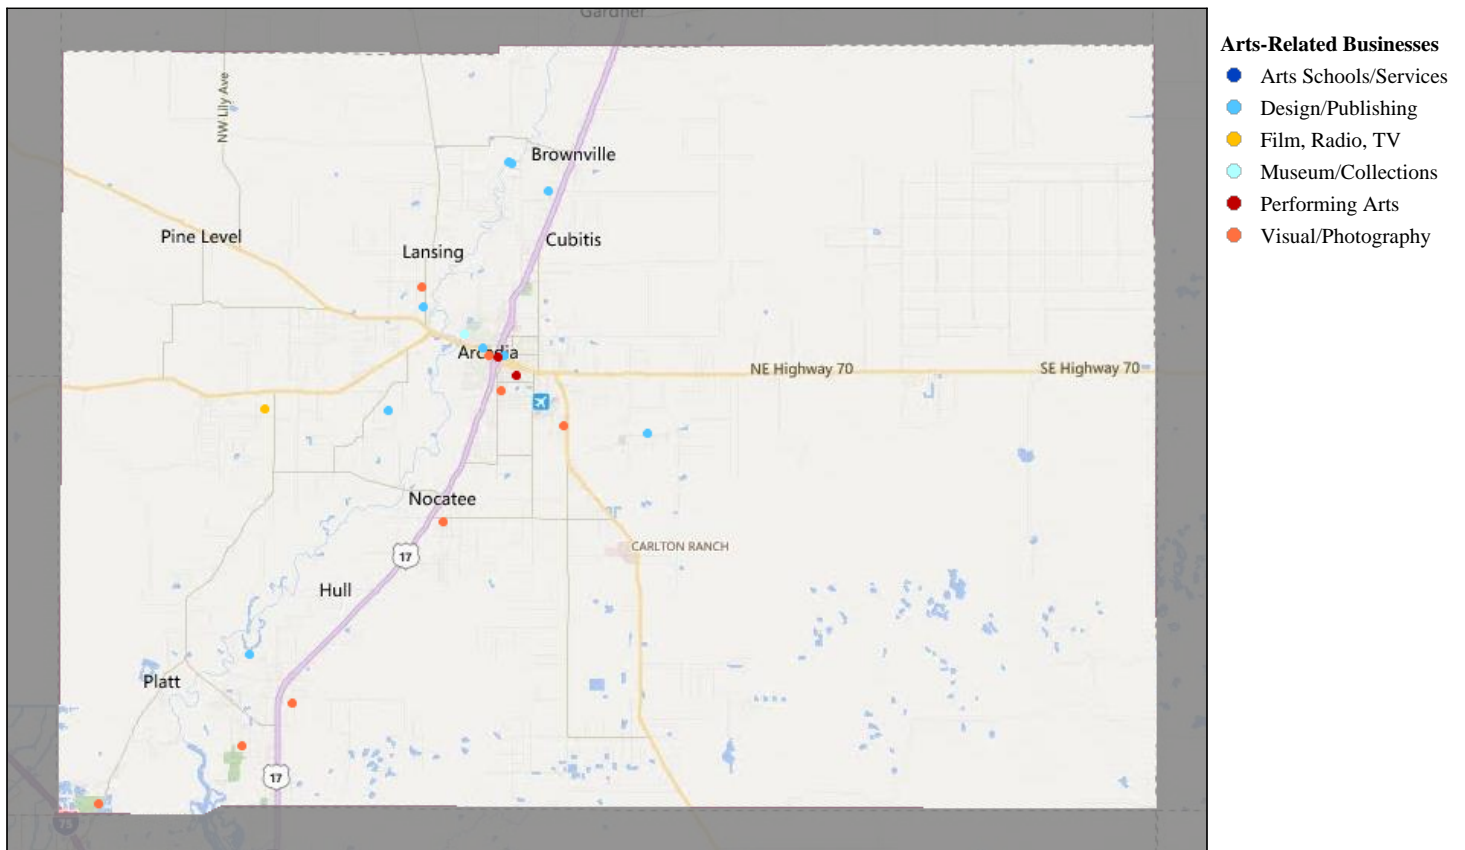 Gardner
Arts-Related Businesses
Arts Schools/Services
Design/Publishing
Film, Radio, TV
Museum/Collections
Performing Arts
Visual/Photography
NW Lily Ave
Brownville
Pine Level
Lansing
Cubitis
Arcadia
NE Highway 70
SE Highway 70
Nocatee
CARLTON RANCH
17
Hull
Platt
17
75